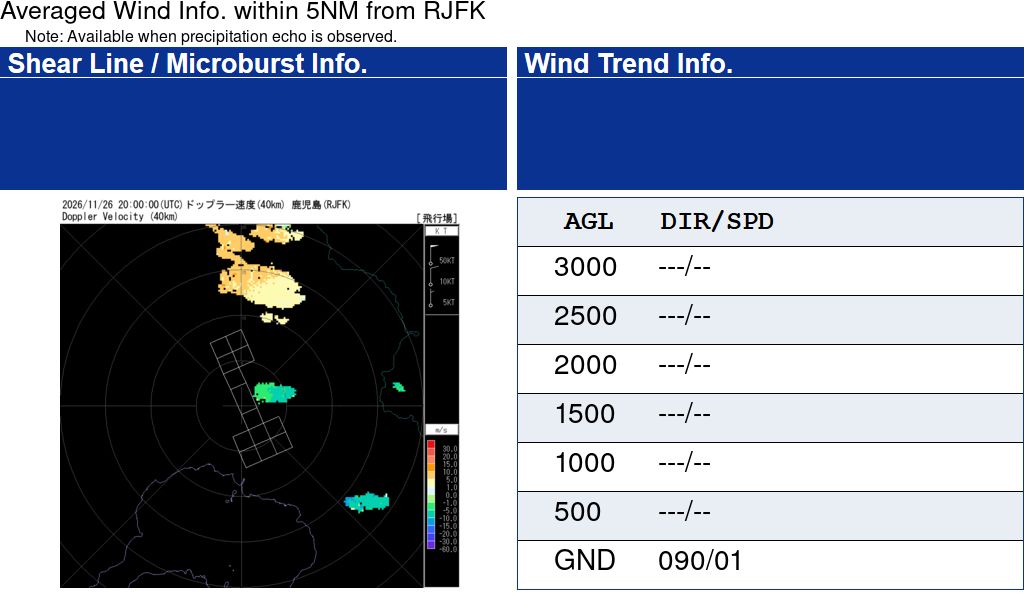 Averaged Wind Info. within 5NM from RJFK
Note: Available when precipitation echo is observed.
Shear Line / Microburst Info.
Wind Trend Info.
2026/11/26 20:00:00(UTC) ドップラー速度(40km) 鹿児島(RJFK)
Doppler Velocity (40km)
[飛行場]
KT
50KT
10KT
5KT
m/s
30.0
20.0
15.0
10.0
5.0
1.0
0.0
-1.0
-5.0
-10.0
-15.0
-20.0
-30.0
-60.0
AGL DIR/SPD
3000 ---/--
2500 ---/--
2000 ---/--
1500 ---/--
1000 ---/--
500 ---/--
GND 090/01